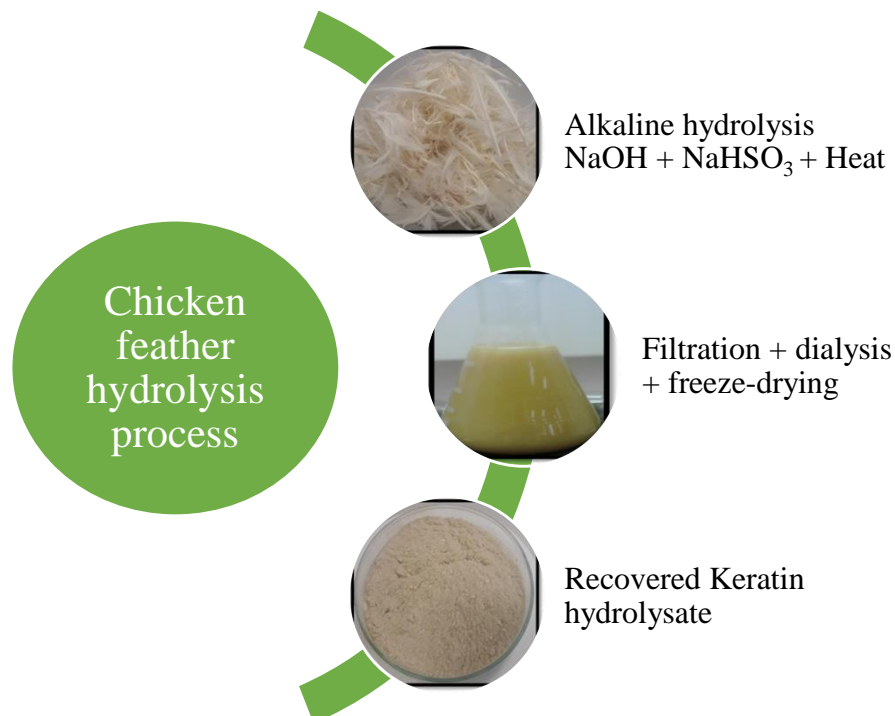 Chicken
feather
hydrolysis
process
Alkaline hydrolysis
NaOH + NaHSO₃ + Heat
Filtration + dialysis
+ freeze-drying
Recovered Keratin
hydrolysate